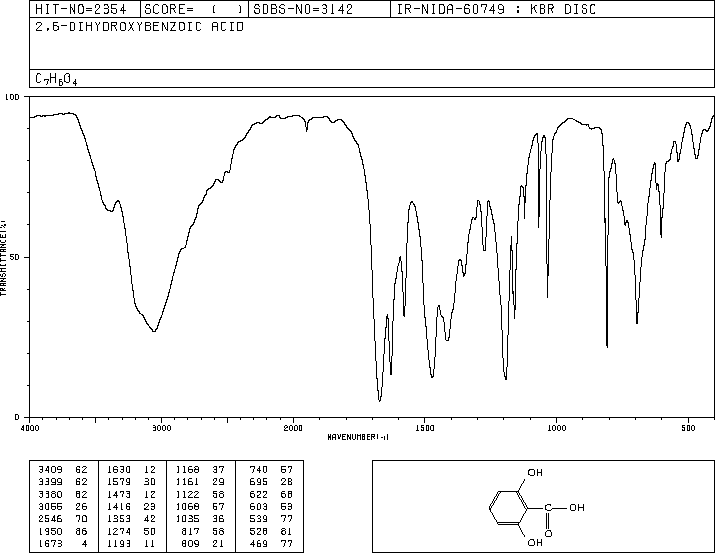 HIT-NO=2354 SCORE= ( ) SDBS-NO=3142 IR-NIDA-60749 : KBR DISC
2,6-DIHYDROXYBENZOIC ACID
C7H6O4
100
TRANSMITTANCE(%)
50
0
4000 3000 2000 1500 1000 500
WAVENUMBER(-1)
3409 62 1630 12 1168 37 740 57
3399 62 1579 30 1161 29 695 28
3380 62 1473 12 1122 58 622 68
3066 26 1416 23 1068 57 603 53
2546 70 1353 42 1035 36 539 77
1950 86 1274 50 817 58 528 81
1673 4 1193 11 809 21 469 77
OH
C OH
O
OH